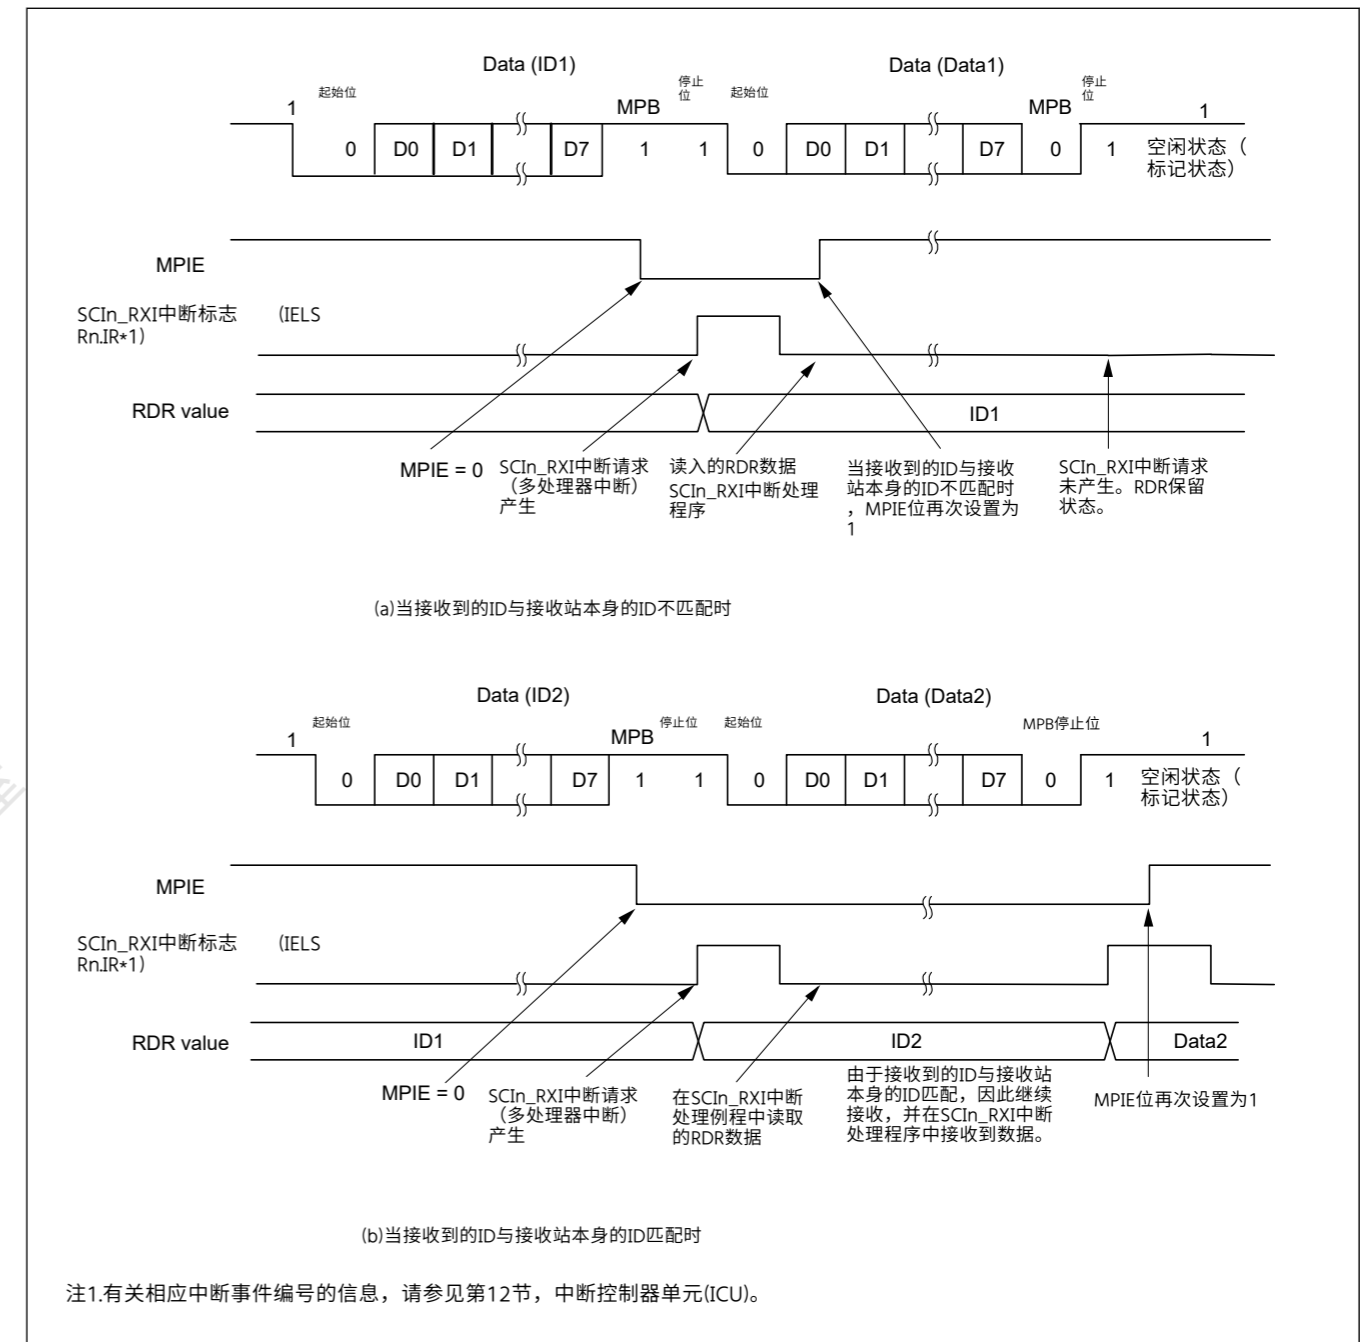 Data (ID1)
Data (Data1)
1
起始位
MPB
停止
位
起始位
MPB
停止
位
1
0
D0
D1
D7
1
1
0
D0
D1
D7
0
1
空闲状态（
标记状态）
MPIE
SCIn_RXI中断标志 (IELS
Rn.IR*1)
RDR value
ID1
MPIE = 0
SCIn_RXI中断请求
（多处理器中断）
产生
读入的RDR数据
SCIn_RXI中断处理
程序
当接收到的ID与接收
站本身的ID不匹配时
，MPIE位再次设置为
1
SCIn_RXI中断请求
未产生。RDR保留
状态。
(a)当接收到的ID与接收站本身的ID不匹配时
Data (ID2)
Data (Data2)
1
起始位
MPB
停止位
起始位
MPB停止位
1
0
D0
D1
D7
1
1
0
D0
D1
D7
0
1
空闲状态（
标记状态）
MPIE
SCIn_RXI中断标志 (IELS
Rn.IR*1)
RDR value
ID1
ID2
Data2
MPIE = 0
SCIn_RXI中断请求
（多处理器中断）
产生
在SCIn_RXI中断
处理例程中读取
的RDR数据
由于接收到的ID与接收站
本身的ID匹配，因此继续
接收，并在SCIn_RXI中断
处理程序中接收到数据。
MPIE位再次设置为1
(b)当接收到的ID与接收站本身的ID匹配时
注1.有关相应中断事件编号的信息，请参见第12节，中断控制器单元(ICU)。